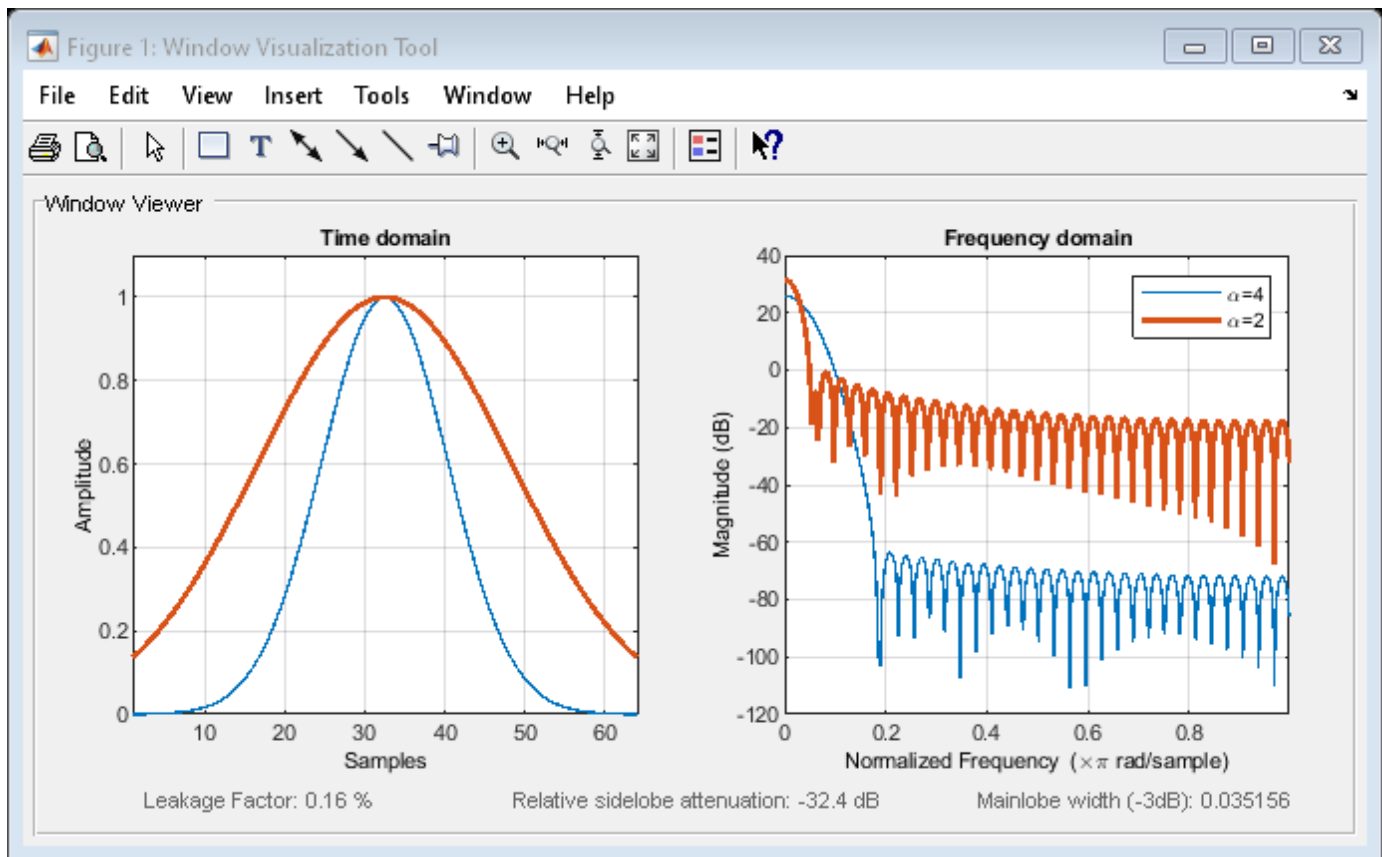 Figure 1: Window Visualization Tool
File Edit View Insert Tools Window Help
T
?
Window Viewer
Time domain
1
0.8
0.6
0.4
0.2
0
Amplitude
10 20 30 40 50 60
Samples
Frequency domain
α=4
α=2
40
20
0
-20
-40
-60
-80
-100
-120
Magnitude (dB)
0 0.2 0.4 0.6 0.8
Normalized Frequency (×π rad/sample)
Leakage Factor: 0.16 % Relative sidelobe attenuation: -32.4 dB Mainlobe width (-3dB): 0.035156